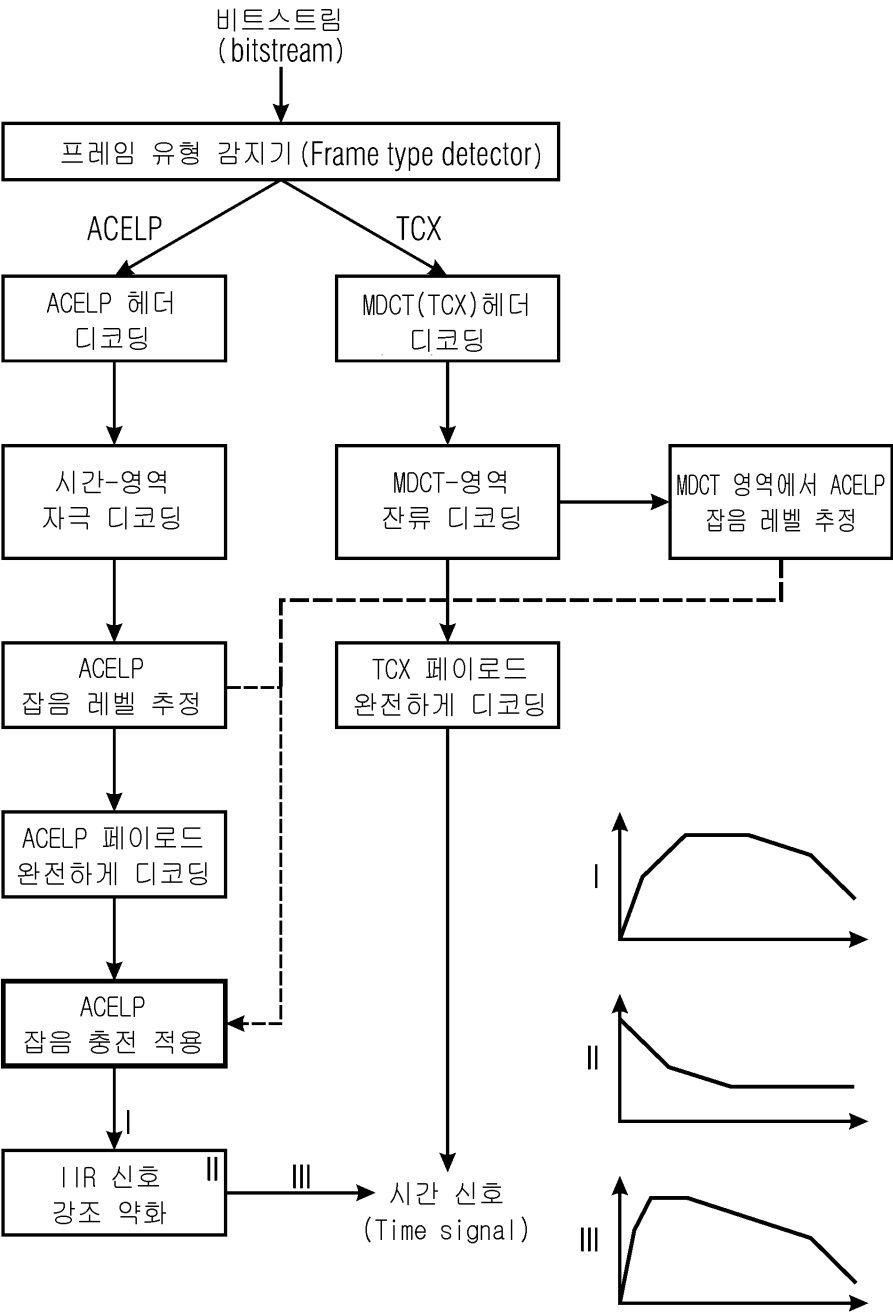 비트스트림
(bitstream)
프레임 유형 감지기(Frame type detector)
ACELP
TCX
ACELP 헤더
디코딩
MDCT(TCX)헤더
디코딩
시간-영역
자극 디코딩
MDCT-영역
잔류 디코딩
MDCT 영역에서 ACELP
잡음 레벨 추정
ACELP
잡음 레벨 추정
TCX 페이로드
완전하게 디코딩
ACELP 페이로드
완전하게 디코딩
ACELP
잡음 충전 적용
I
IIR 신호
강조 약화
II
III
시간 신호
(Time signal)
I
II
III